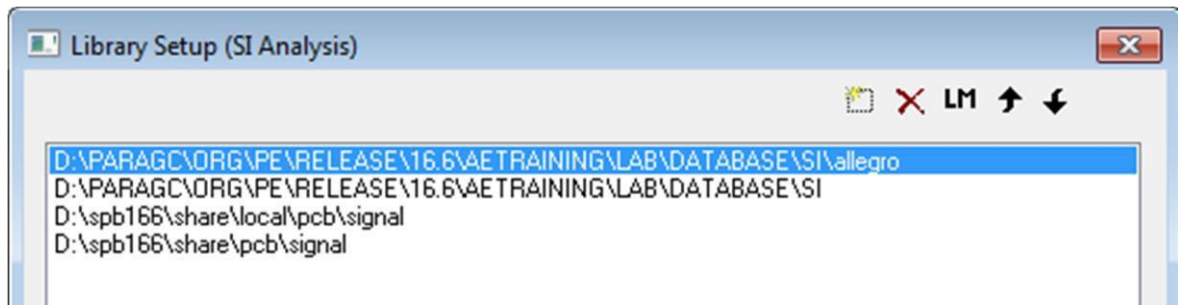 Library Setup (SI Analysis)
LM
D:\PARAGC\ORG\PE\RELEASE\16.6\AETRAINING\LAB\DATABASE\SI\allegro
D:\PARAGC\ORG\PE\RELEASE\16.6\AETRAINING\LAB\DATABASE\SI
D:\spb166\share\local\pcb\signal
D:\spb166\share\pcb\signal